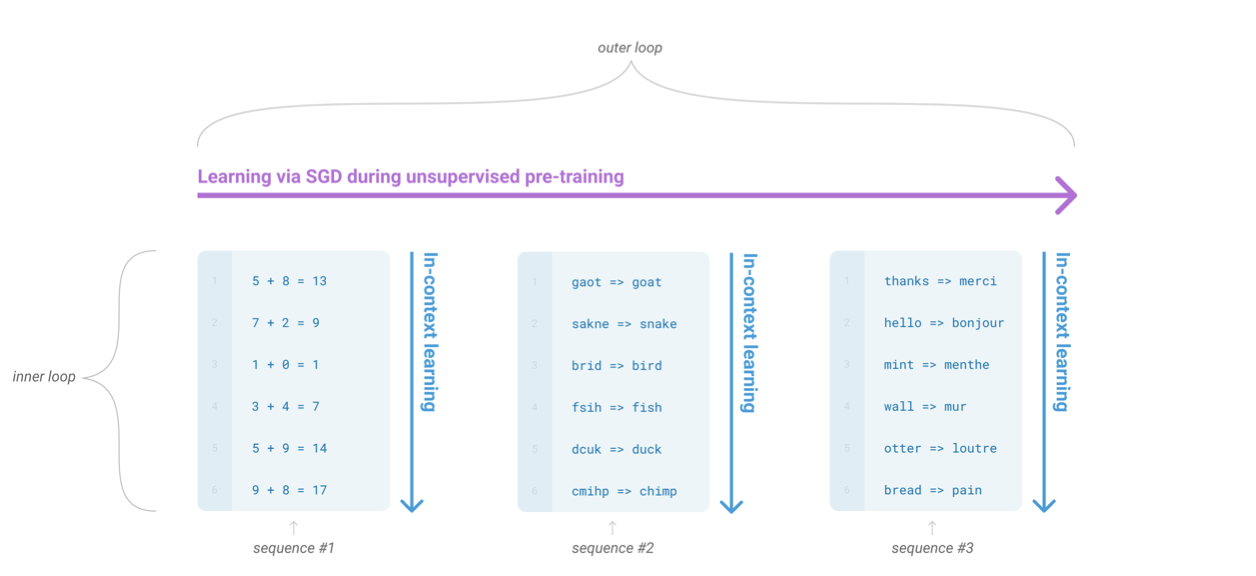 outer loop
Learning via SGD during unsupervised pre-training
inner loop
1 5 + 8 = 13
2 7 + 2 = 9
3 1 + 0 = 1
4 3 + 4 = 7
5 5 + 9 = 14
6 9 + 8 = 17
In-context learning
sequence #1
1 gaot => goat
2 sakne => snake
3 brid => bird
4 fsih => fish
5 dcuk => duck
6 cmihp => chimp
In-context learning
sequence #2
1 thanks => merci
2 hello => bonjour
3 mint => menthe
4 wall => mur
5 otter => loutre
6 bread => pain
In-context learning
sequence #3